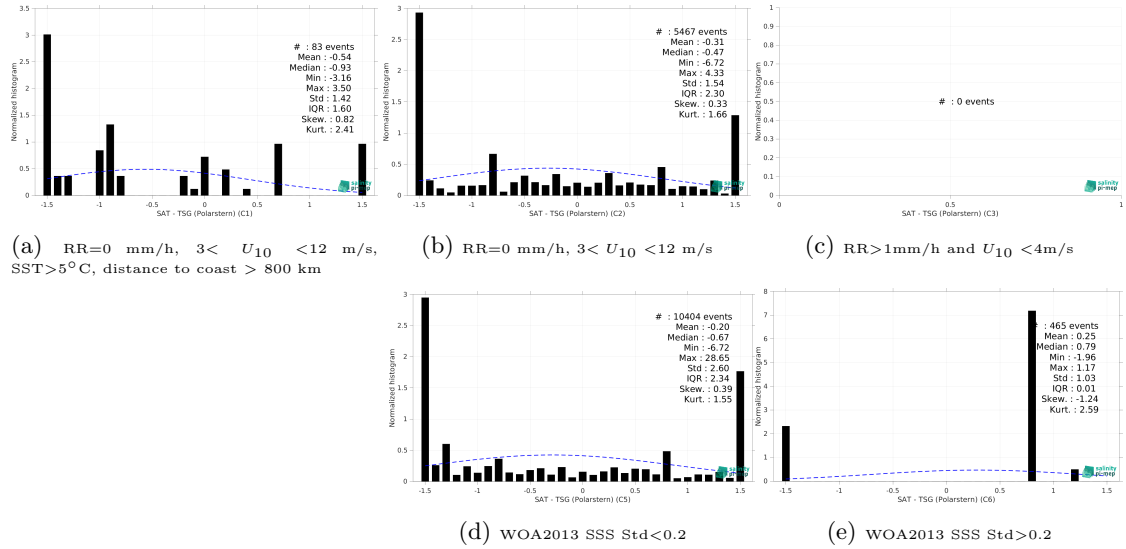 3.5
3
2.5
2
1.5
1
0.5
0
Normalized histogram
# : 83 events
Mean : -0.54
Median : -0.93
Min : -3.16
Max : 3.50
Std : 1.42
IQR : 1.60
Skew. : 0.82
Kurt. : 2.41
salinity
pi-mep
-1.5 -1 -0.5 0 0.5 1 1.5
SAT - TSG (Polarstern) (C1)
(a) RR=0 mm/h, 3< U10 <12 m/s,
SST>5°C, distance to coast > 800 km
3
2.5
2
1.5
1
0.5
0
Normalized histogram
# : 5467 events
Mean : -0.31
Median : -0.47
Min : -6.72
Max : 4.33
Std : 1.54
IQR : 2.30
Skew. : 0.33
Kurt. : 1.66
salinity
pi-mep
-1.5 -1 -0.5 0 0.5 1 1.5
SAT - TSG (Polarstern) (C2)
(b) RR=0 mm/h, 3< U10 <12 m/s
1
0.9
0.8
0.7
0.6
0.5
0.4
0.3
0.2
0.1
0
Normalized histogram
# : 0 events
salinity
pi-mep
0 1
SAT - TSG (Polarstern) (C3)
(c) RR>1mm/h and U10 <4m/s
3
2.5
2
1.5
1
0.5
0
Normalized histogram
# : 10404 events
Mean : -0.20
Median : -0.67
Min : -6.72
Max : 28.65
Std : 2.60
IQR : 2.34
Skew. : 0.39
Kurt. : 1.55
salinity
pi-mep
-1.5 -1 -0.5 0 0.5 1 1.5
SAT - TSG (Polarstern) (C5)
(d) WOA2013 SSS Std<0.2
8
7
6
5
4
3
2
1
0
Normalized histogram
# : 465 events
Mean : 0.25
Median : 0.79
Min : -1.96
Max : 1.17
Std : 1.03
IQR : 0.01
Skew. : -1.24
Kurt. : 2.59
salinity
pi-mep
-1.5 -1 -0.5 0 0.5 1 1.5
SAT - TSG (Polarstern) (C6)
(e) WOA2013 SSS Std>0.2